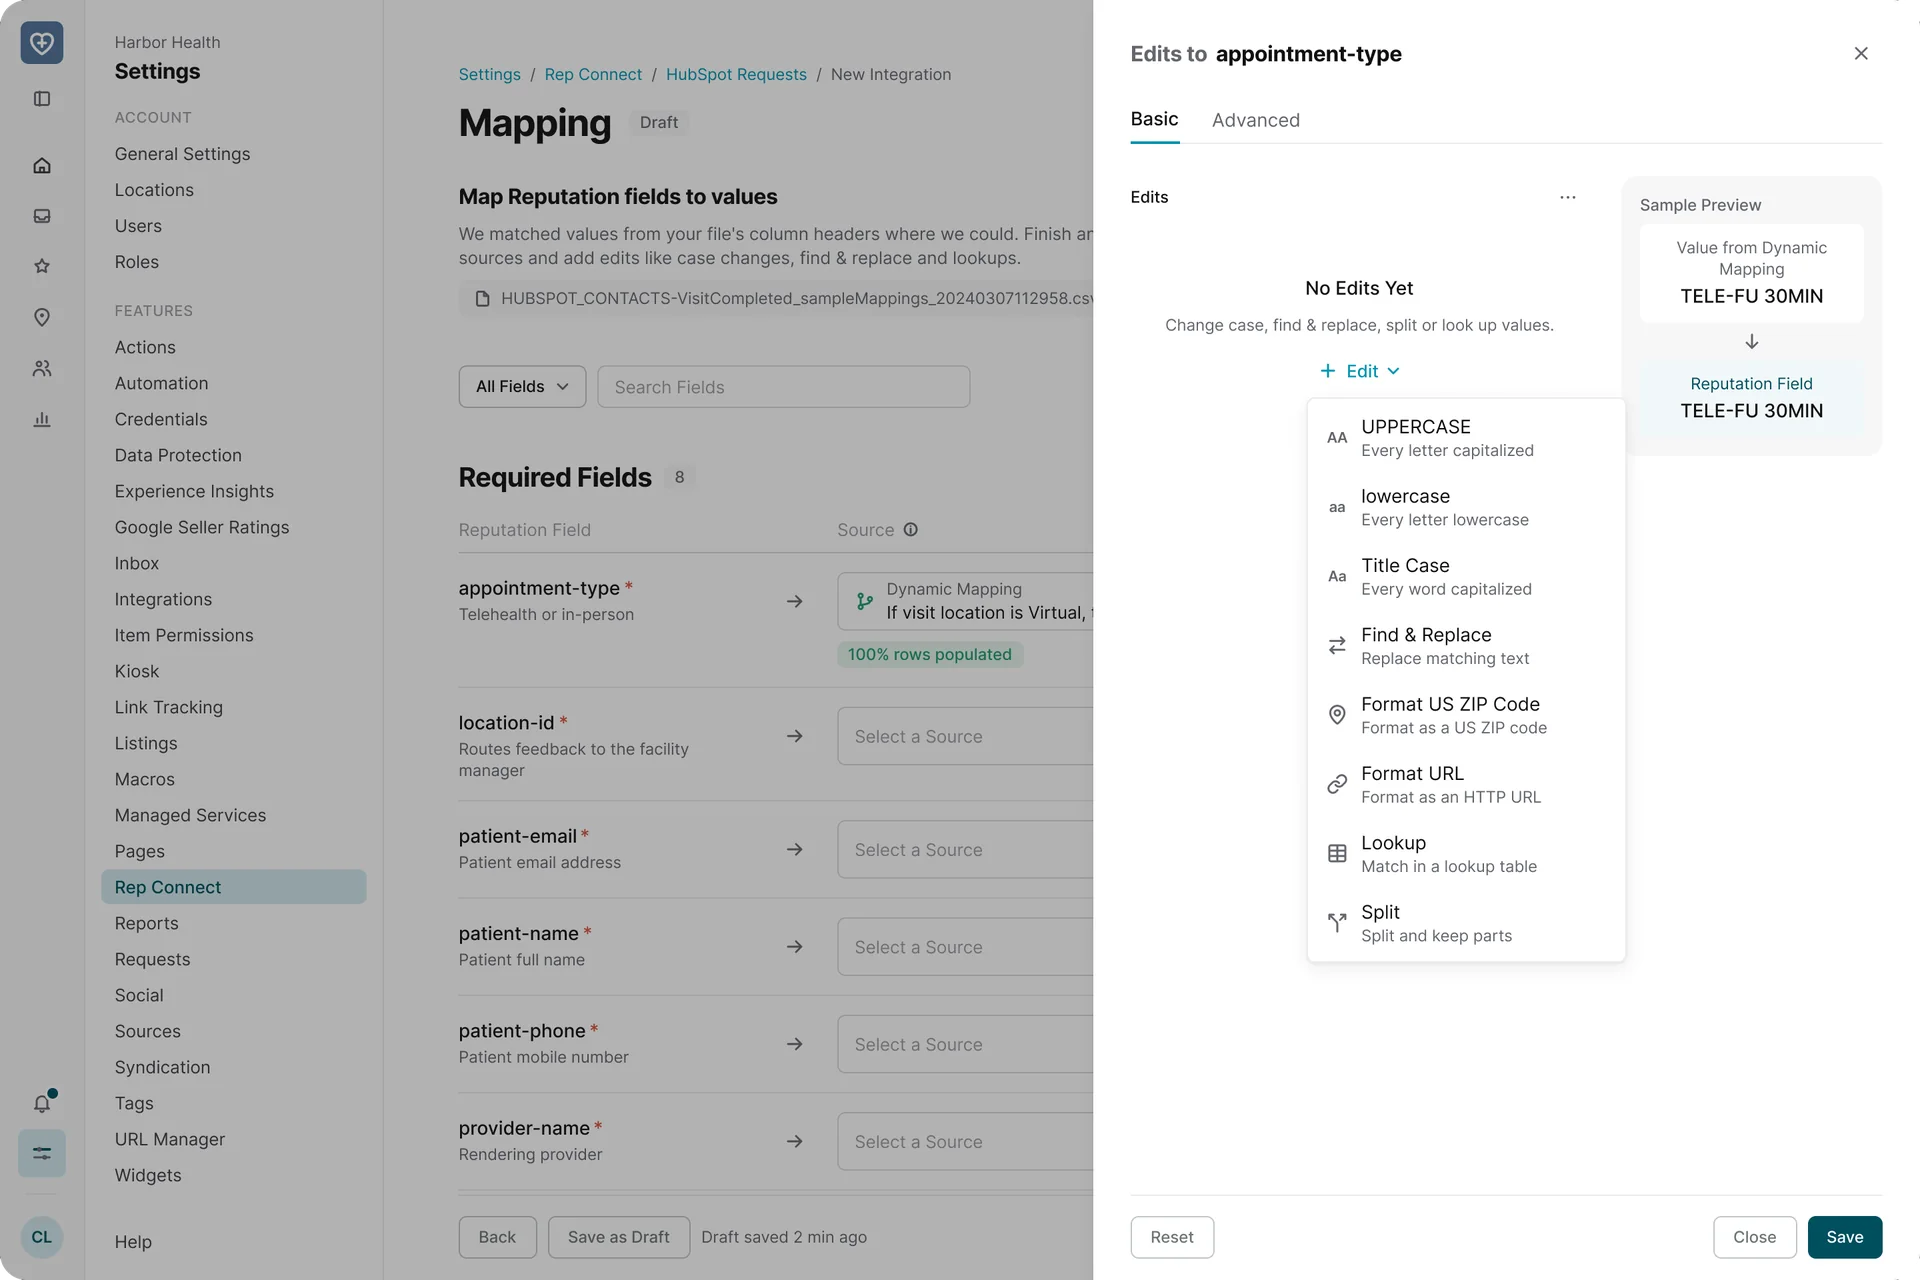 Harbor Health
Settings
ACCOUNT
General Settings
Locations
Users
Roles
FEATURES
Actions
Automation
Credentials
Data Protection
Experience Insights
Google Seller Ratings
Inbox
Integrations
Item Permissions
Kiosk
Link Tracking
Listings
Macros
Managed Services
Pages
Rep Connect
Reports
Requests
Social
Sources
Syndication
Tags
URL Manager
Widgets
Help
CL
Settings / Rep Connect / HubSpot Requests / New Integration
Mapping Draft
Map Reputation fields to values
We matched values from your file's column headers where we could. Finish
sources and add edits like case changes, find & replace and lookups.
HUBSPOT_CONTACTS-VisitCompleted_sampleMappings_20240307112958.csv
All Fields
Search Fields
Required Fields 8
Reputation Field Source
appointment-type *
Telehealth or in-person
Dynamic Mapping
If visit location is Virtual,
100% rows populated
location-id *
Routes feedback to the facility
manager
Select a Source
patient-email *
Patient email address
Select a Source
patient-name *
Patient full name
Select a Source
patient-phone *
Patient mobile number
Select a Source
provider-name *
Rendering provider
Select a Source
Back
Save as Draft
Draft saved 2 min ago
Edits to appointment-type
Basic
Advanced
Edits
No Edits Yet
Change case, find & replace, split or look up values.
+ Edit
AA
UPPERCASE
Every letter capitalized
aa
lowercase
Every letter lowercase
Aa
Title Case
Every word capitalized
Find & Replace
Replace matching text
Format US ZIP Code
Format as a US ZIP code
Format URL
Format as an HTTP URL
Lookup
Match in a lookup table
Split
Split and keep parts
Sample Preview
Value from Dynamic
Mapping
TELE-FU 30MIN
Reputation Field
TELE-FU 30MIN
Reset
Close
Save